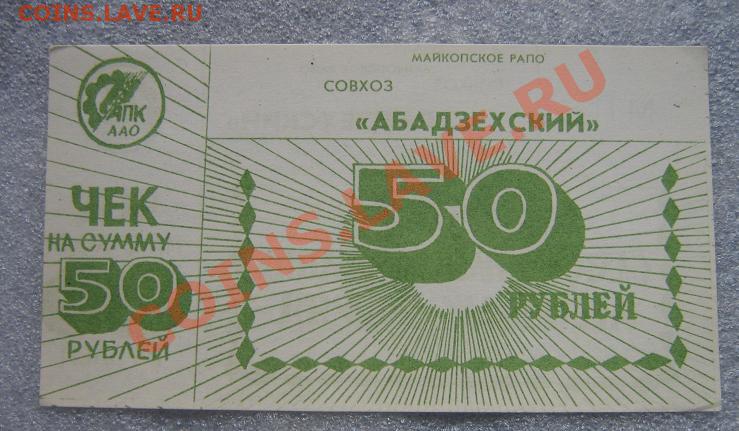 COINS.LAVE.RU
АПК
ААО
ЧЕК
НА СУММУ
50
РУБЛЕЙ
МАЙКОПСКОЕ РАПО
СОВХОЗ
«АБАДЗЕХСКИЙ»
50
РУБЛЕЙ
COINS.LAVE.RU